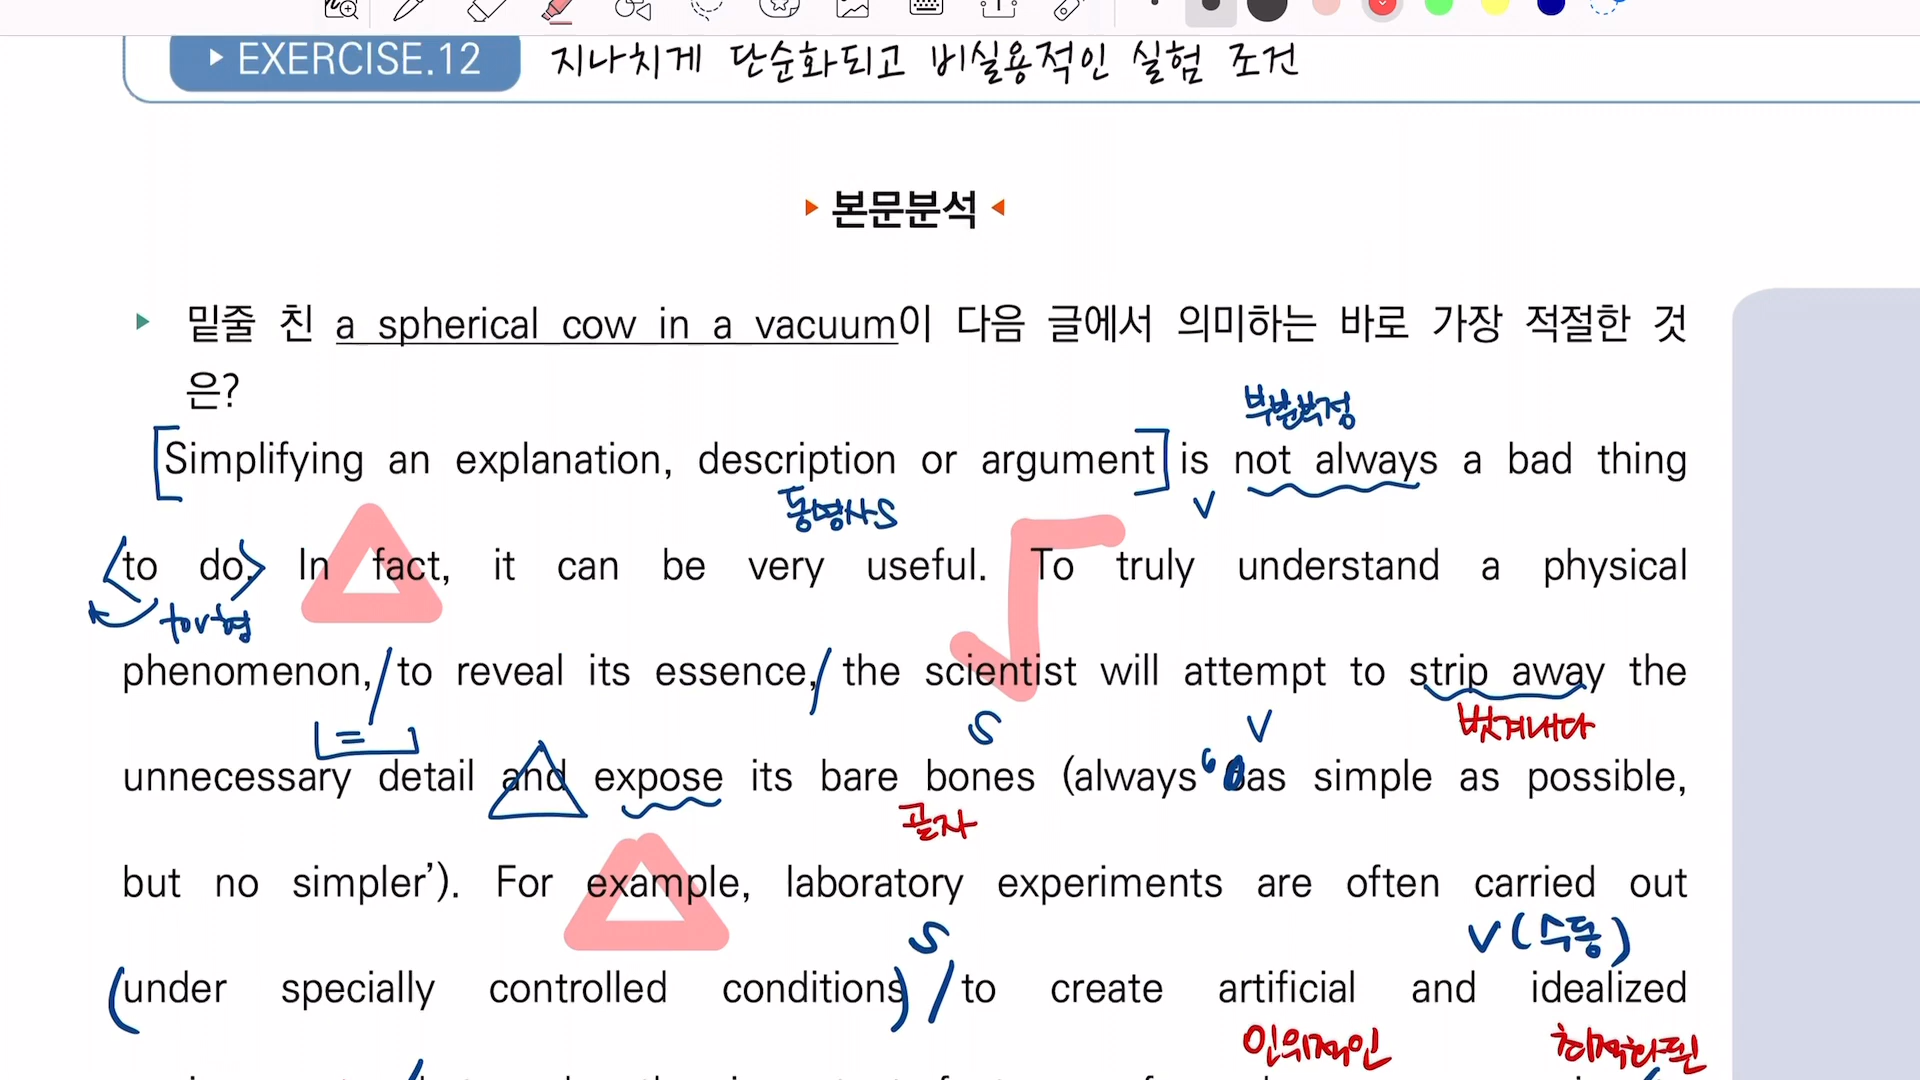 EXERCISE.12 지나치게 단순화되고 비실용적인 실험 조건
본문분석
밑줄 친 a spherical cow in a vacuum이 다음 글에서 의미하는 바로 가장 적절한 것
은?
부분부정
[Simplifying an explanation, description or argument] is not always a bad thing
동명사S V
<to do.> In fact, it can be very useful. To truly understand a physical
to V 형
phenomenon, / to reveal its essence, / the scientist will attempt to strip away the
= S V 벗겨내다
unnecessary detail and expose its bare bones (always ‘as simple as possible,
골자
but no simpler’). For example, laboratory experiments are often carried out
S V (수동)
(under specially controlled conditions) / to create artificial and idealized
인위적인 최적화된